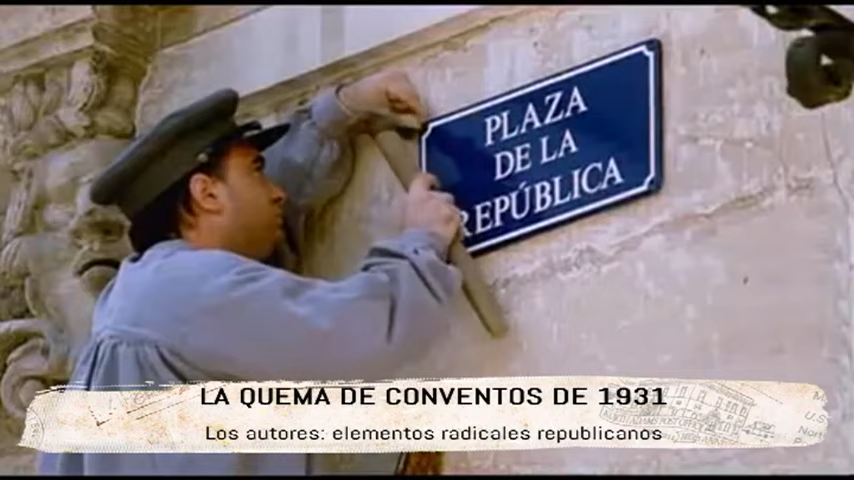 PLAZA
DE LA
REPÚBLICA
LA QUEMA DE CONVENTOS DE 1931
Los autores: elementos radicales republicanos
U.S.